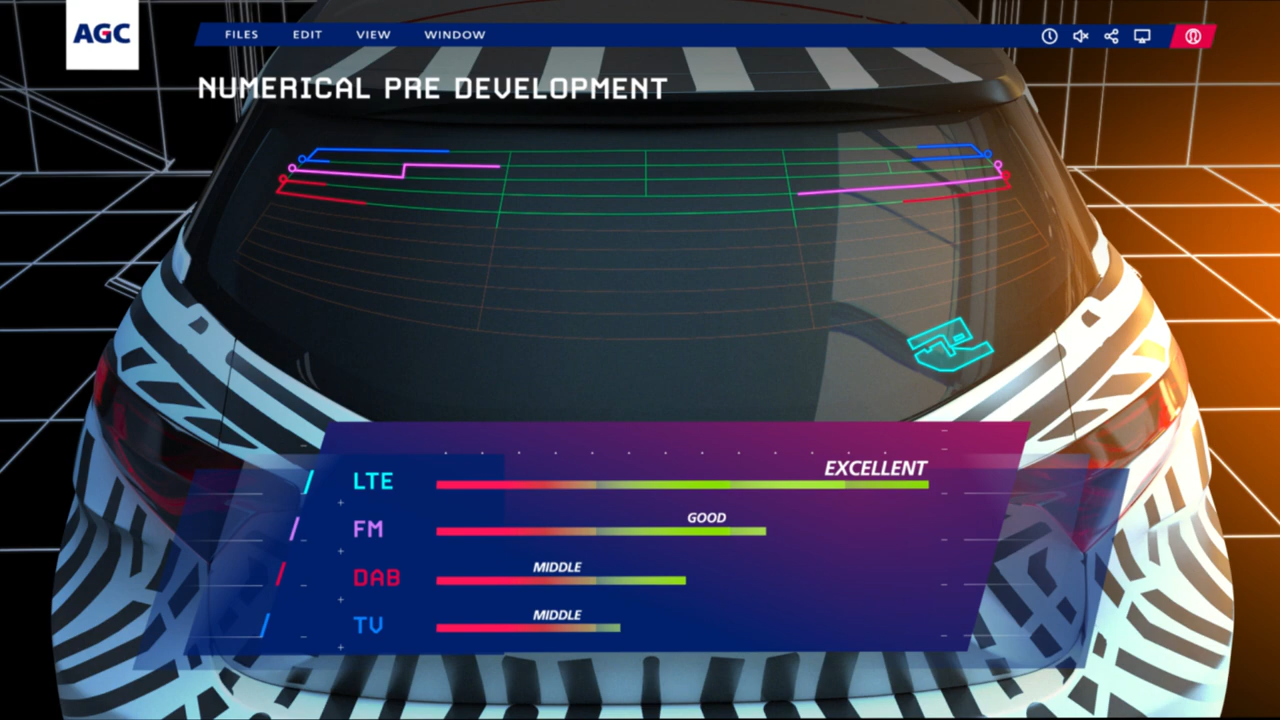 AGC
FILES EDIT VIEW WINDOW
NUMERICAL PRE DEVELOPMENT
LTE EXCELLENT
FM GOOD
DAB MIDDLE
TV MIDDLE